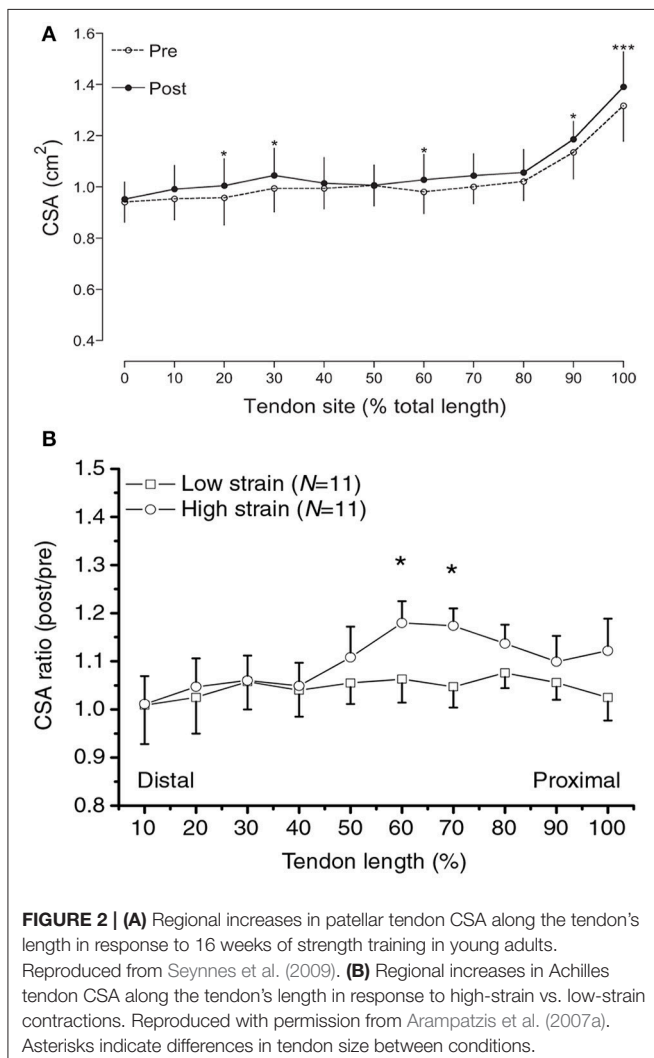 A
Pre
Post
CSA (cm²)
1.6
1.4
1.2
1.0
0.8
0.6
0.4
*
*
*
*
***
0 10 20 30 40 50 60 70 80 90 100
Tendon site (% total length)
B
Low strain (N=11)
High strain (N=11)
CSA ratio (post/pre)
1.5
1.4
1.3
1.2
1.1
1.0
0.9
0.8
* *
Distal Proximal
10 20 30 40 50 60 70 80 90 100
Tendon length (%)
FIGURE 2 | (A) Regional increases in patellar tendon CSA along the tendon's
length in response to 16 weeks of strength training in young adults.
Reproduced from Seynnes et al. (2009). (B) Regional increases in Achilles
tendon CSA along the tendon's length in response to high-strain vs. low-strain
contractions. Reproduced with permission from Arampatzis et al. (2007a).
Asterisks indicate differences in tendon size between conditions.